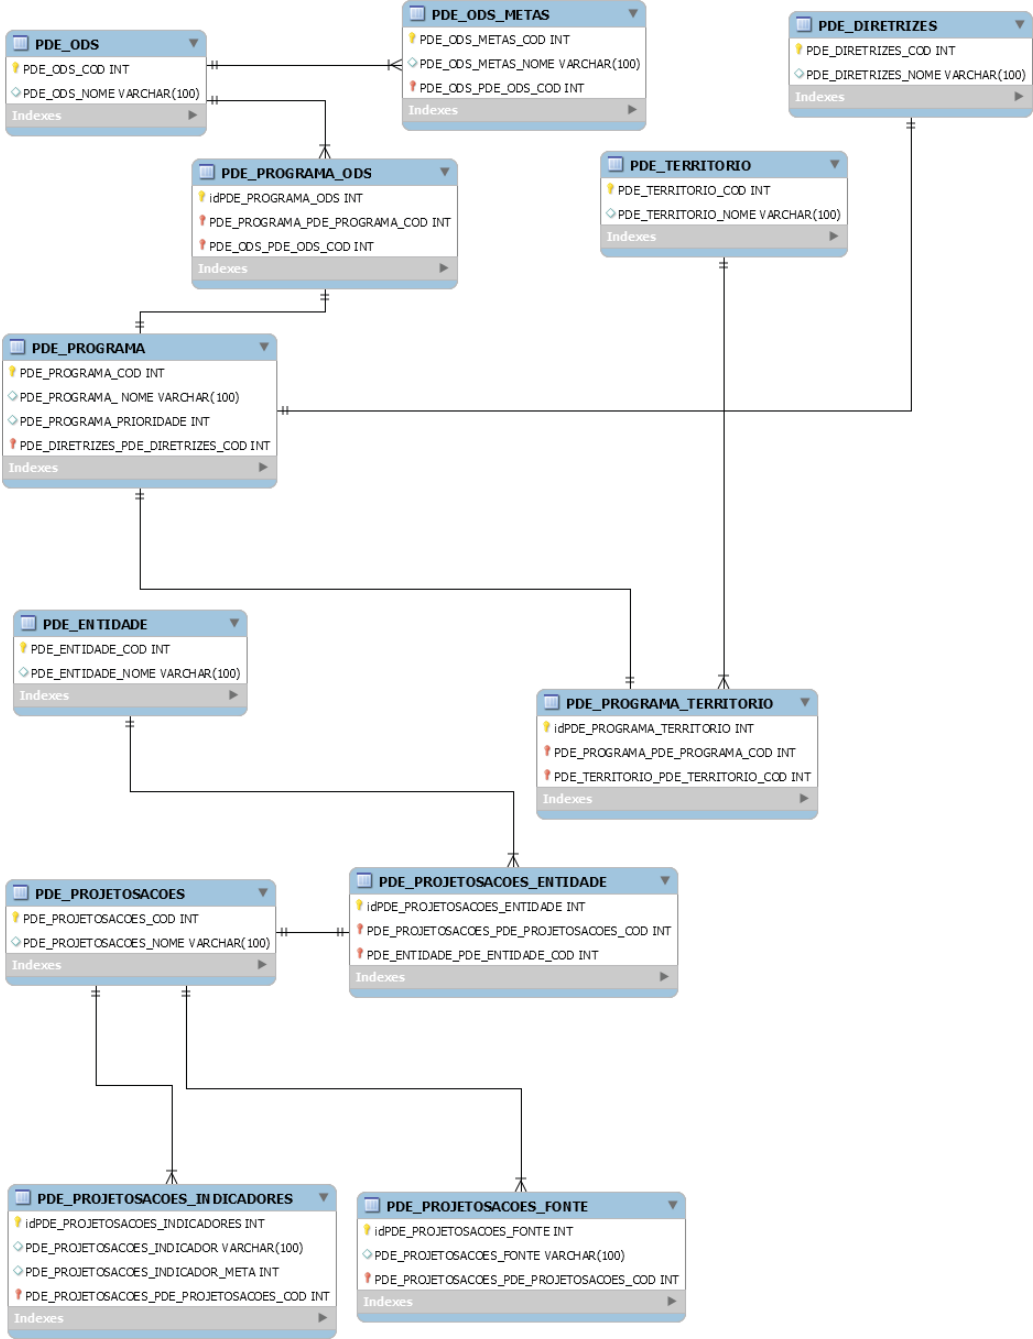 PDE_ODS
PDE_ODS_COD INT
PDE_ODS_NOME VARCHAR(100)
Indexes
PDE_ODS_METAS
PDE_ODS_METAS_COD INT
PDE_ODS_METAS_NOME VARCHAR(100)
PDE_ODS_PDE_ODS_COD INT
Indexes
PDE_DIRETRIZES
PDE_DIRETRIZES_COD INT
PDE_DIRETRIZES_NOME VARCHAR(100)
Indexes
PDE_PROGRAMA_ODS
idPDE_PROGRAMA_ODS INT
PDE_PROGRAMA_PDE_PROGRAMA_COD INT
PDE_ODS_PDE_ODS_COD INT
Indexes
PDE_TERRITORIO
PDE_TERRITORIO_COD INT
PDE_TERRITORIO_NOME VARCHAR(100)
Indexes
PDE_PROGRAMA
PDE_PROGRAMA_COD INT
PDE_PROGRAMA_ NOME VARCHAR(100)
PDE_PROGRAMA_PRIORIDADE INT
PDE_DIRETRIZES_PDE_DIRETRIZES_COD INT
Indexes
PDE_ENTIDADE
PDE_ENTIDADE_COD INT
PDE_ENTIDADE_NOME VARCHAR(100)
Indexes
PDE_PROGRAMA_TERRITORIO
idPDE_PROGRAMA_TERRITORIO INT
PDE_PROGRAMA_PDE_PROGRAMA_COD INT
PDE_TERRITORIO_PDE_TERRITORIO_COD INT
Indexes
PDE_PROJETOSACOES
PDE_PROJETOSACOES_COD INT
PDE_PROJETOSACOES_NOME VARCHAR(100)
Indexes
PDE_PROJETOSACOES_ENTIDADE
idPDE_PROJETOSACOES_ENTIDADE INT
PDE_PROJETOSACOES_PDE_PROJETOSACOES_COD INT
PDE_ENTIDADE_PDE_ENTIDADE_COD INT
Indexes
PDE_PROJETOSACOES_INDICADORES
idPDE_PROJETOSACOES_INDICADORES INT
PDE_PROJETOSACOES_INDICADOR VARCHAR(100)
PDE_PROJETOSACOES_INDICADOR_META INT
PDE_PROJETOSACOES_PDE_PROJETOSACOES_COD INT
Indexes
PDE_PROJETOSACOES_FONTE
idPDE_PROJETOSACOES_FONTE INT
PDE_PROJETOSACOES_FONTE VARCHAR(100)
PDE_PROJETOSACOES_PDE_PROJETOSACOES_COD INT
Indexes